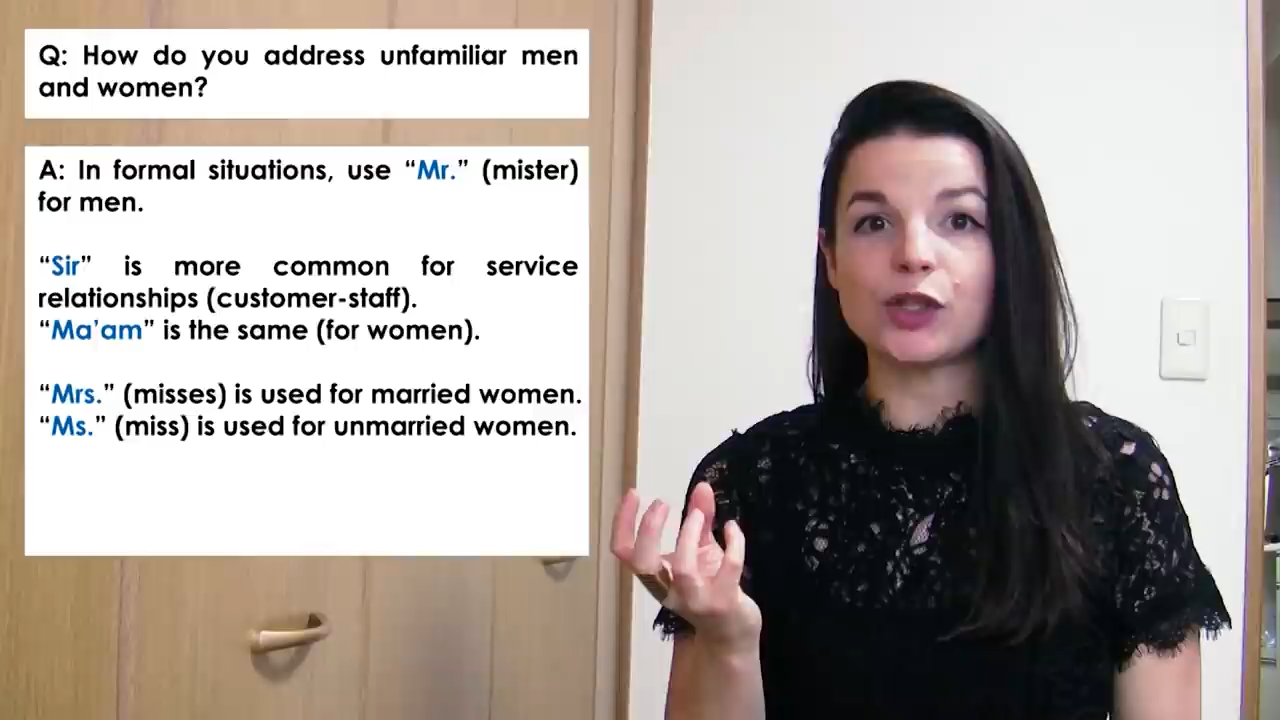 Q: How do you address unfamiliar men
and women?
A: In formal situations, use “Mr.” (mister)
for men.
“Sir” is more common for service
relationships (customer-staff).
“Ma’am” is the same (for women).
“Mrs.” (misses) is used for married women.
“Ms.” (miss) is used for unmarried women.